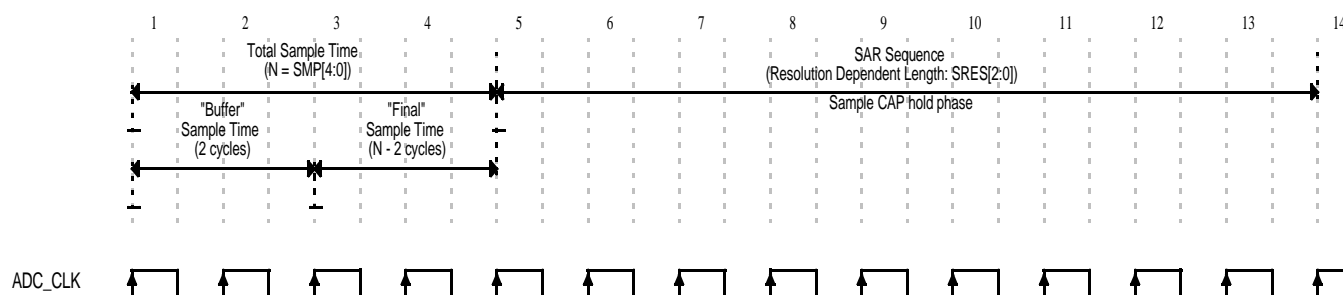 1 2 3 4 5 6 7 8 9 10 11 12 13 14
Total Sample Time
(N = SMP[4:0])
SAR Sequence
(Resolution Dependent Length: SRES[2:0])
Sample CAP hold phase
"Buffer"
Sample Time
(2 cycles)
"Final"
Sample Time
(N - 2 cycles)
ADC_CLK